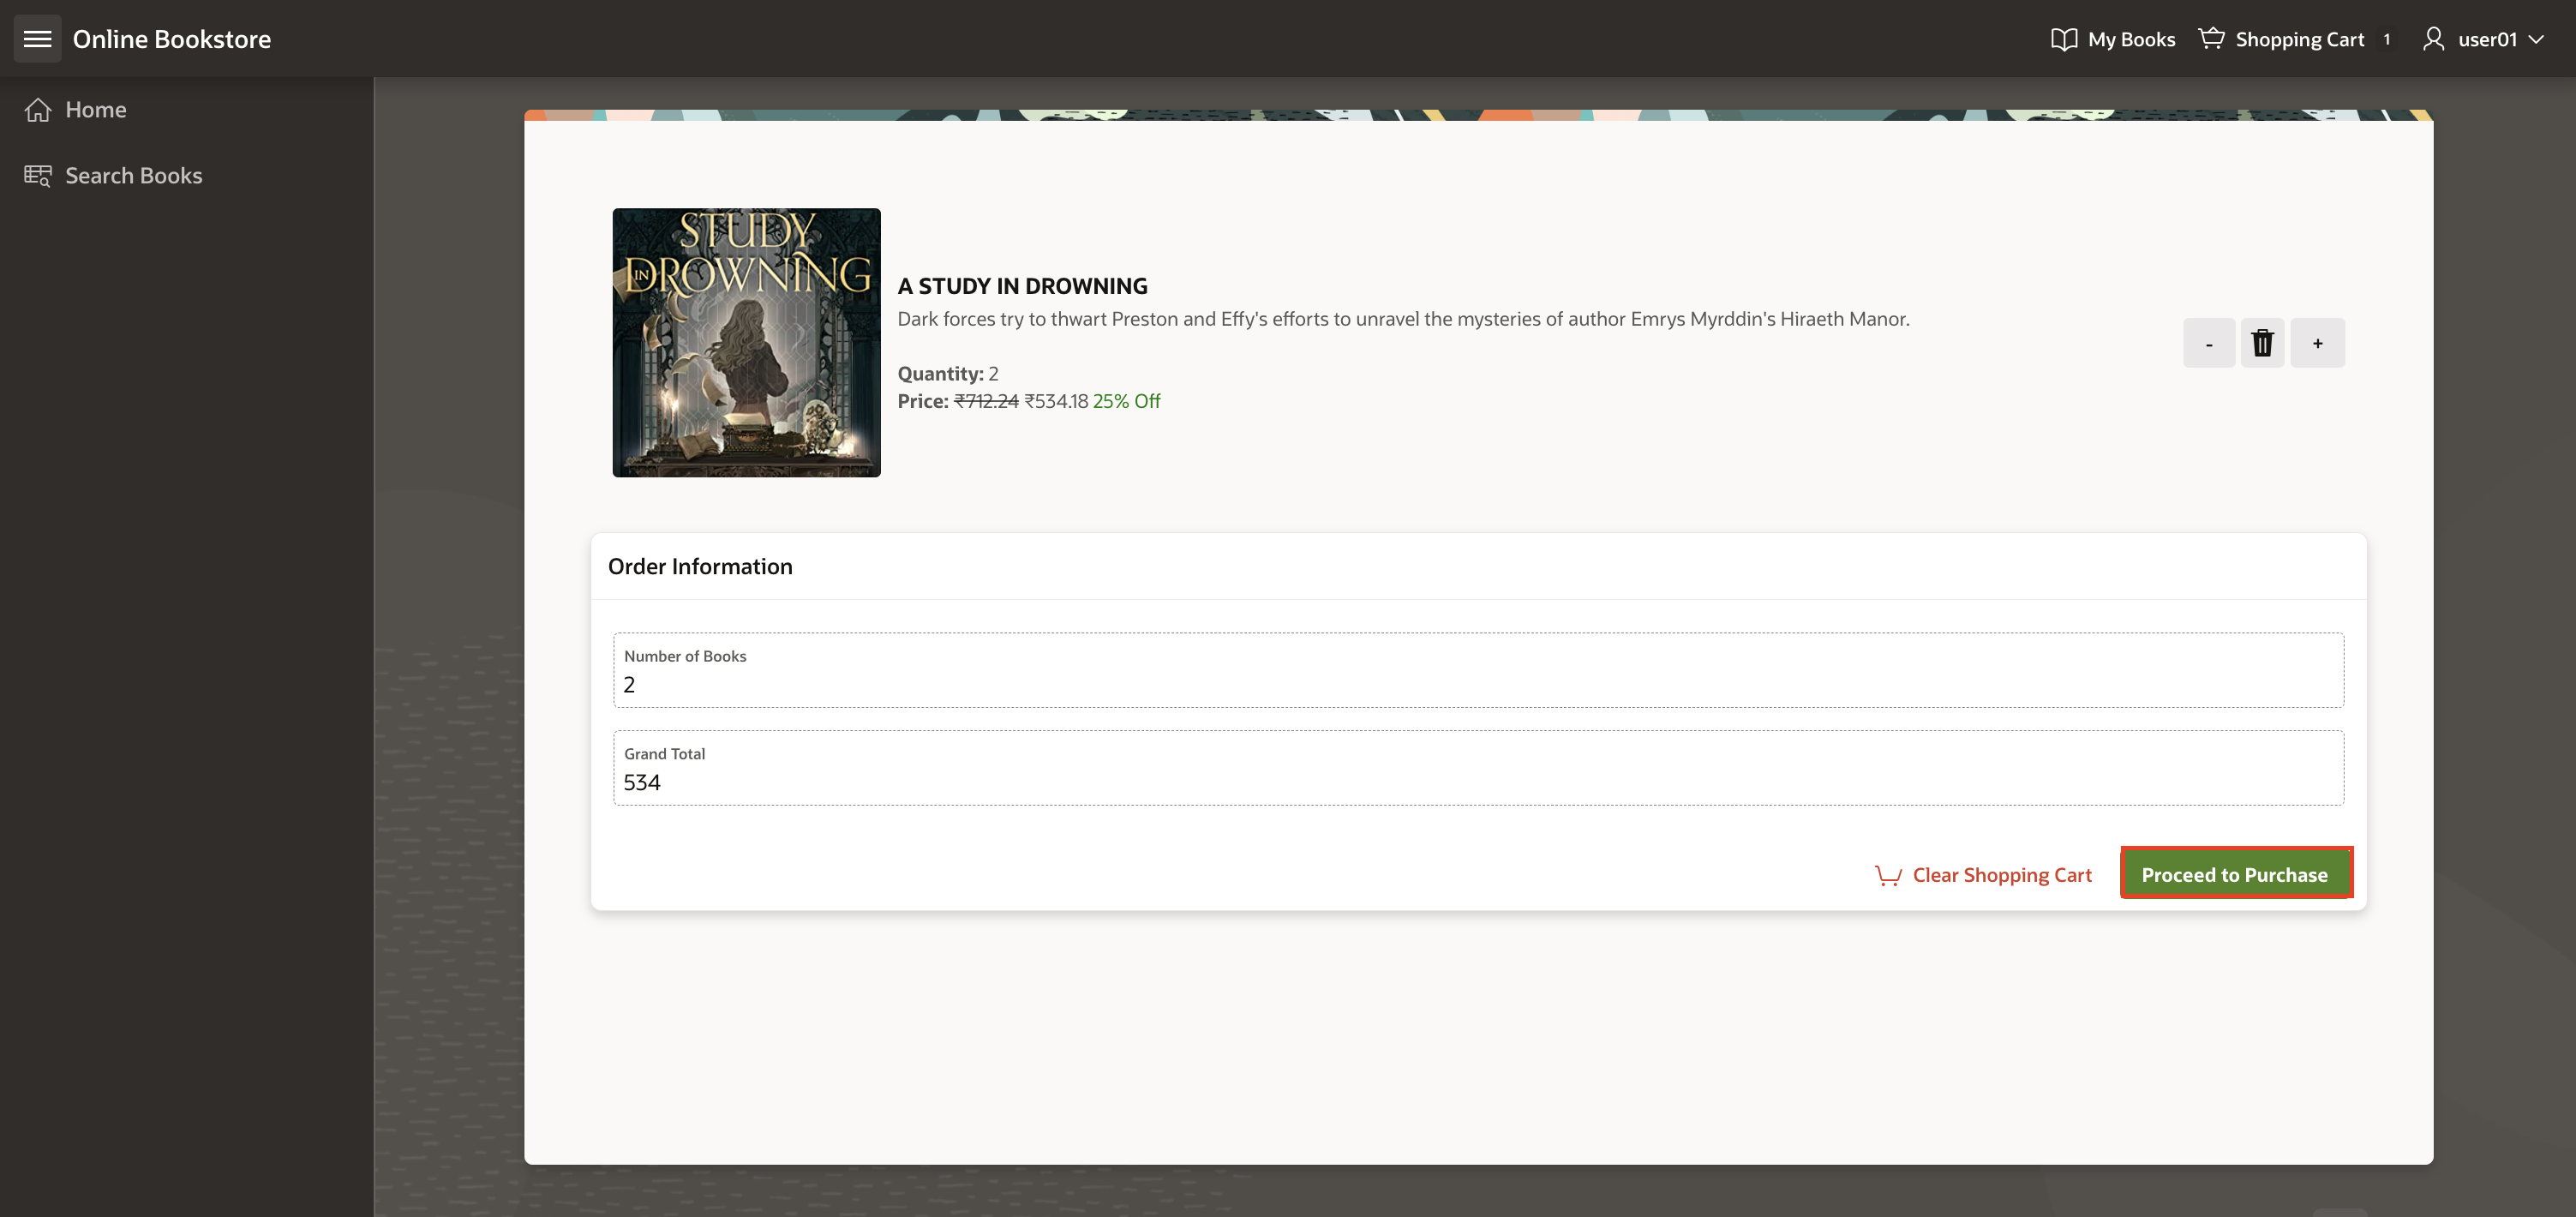 Online Bookstore
My Books
Shopping Cart 1
user01
Home
Search Books
STUDY
IN DROWNING
A STUDY IN DROWNING
Dark forces try to thwart Preston and Effy's efforts to unravel the mysteries of author Emrys Myrddin's Hiraeth Manor.
Quantity: 2
Price: ₹712.24 ₹534.18 25% Off
-
+
Order Information
Number of Books
2
Grand Total
534
Clear Shopping Cart
Proceed to Purchase